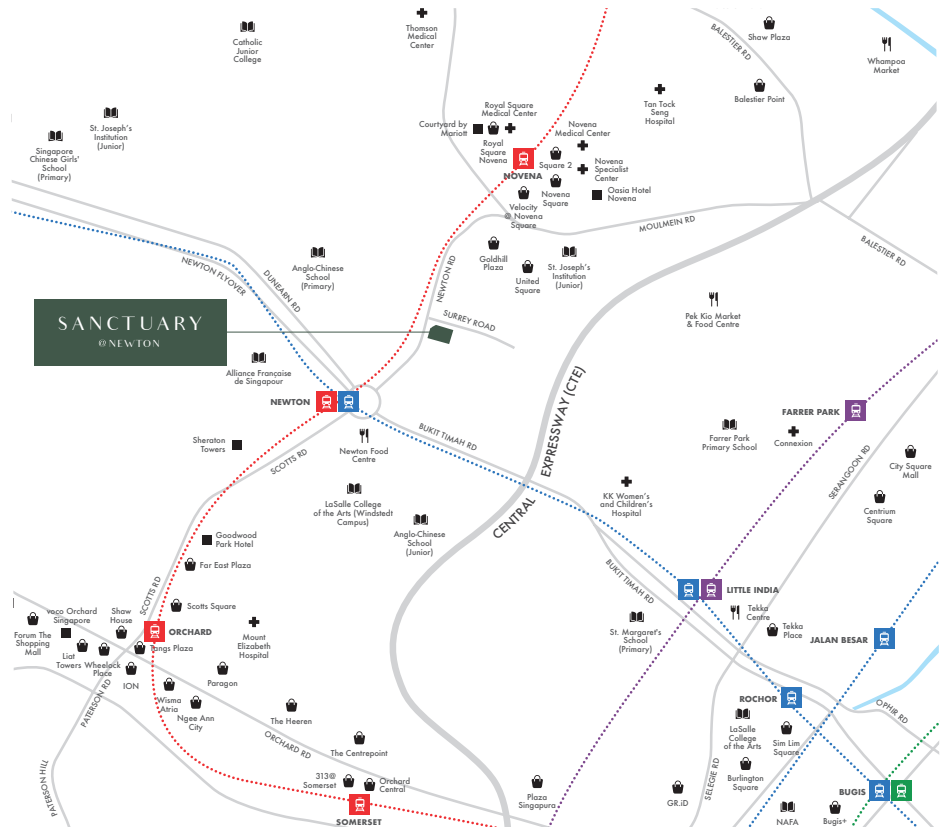 Catholic
Junior
College
Thomson
Medical
Center
BALESTIER RD
Shaw Plaza
Whampoa
Market
Balestier Point
Tan Tock
Seng
Hospital
St. Joseph's
Institution
(Junior)
Singapore
Chinese Girls'
School
(Primary)
Royal Square
Medical Center
Courtyard by
Mariott
Royal
Square
Novena
Novena
Medical Center
Square 2
NOVENA
Novena
Specialist
Center
Novena
Square
Oasia Hotel
Novena
Velocity
@ Novena
Square
MOULMEIN RD
BALESTIER RD
Goldhill
Plaza
United
Square
St. Joseph's
Institution
(Junior)
NEWTON FLYOVER
DUNEARN RD
Anglo-Chinese
School
(Primary)
NEWTON RD
SURREY ROAD
Pek Kio Market
& Food Centre
SANCTUARY
@NEWTON
Alliance Française
de Singapour
NEWTON
Sheraton
Towers
SCOTTS RD
Newton Food
Centre
BUKIT TIMAH RD
EXPRESSWAY (CTE)
CENTRAL
FARRER PARK
Farrer Park
Primary School
Connexion
SERANGOON RD
City Square
Mall
Centrium
Square
LaSalle College
of the Arts (Windstedt
Campus)
Anglo-Chinese
School
(Junior)
KK Women's
and Children's
Hospital
Goodwood
Park Hotel
Far East Plaza
SCOTTS RD
Scotts Square
BUKIT TIMAH RD
LITTLE INDIA
Tekka
Centre
Tekka
Place
JALAN BESAR
St. Margaret's
School
(Primary)
voco Orchard
Singapore
Shaw
House
ORCHARD
Forum The
Shopping
Mall
Liat
Towers
Wheelock
Place
Tangs Plaza
ION
Mount
Elizabeth
Hospital
Paragon
PATERSON RD
Wisma
Atria
Ngee Ann
City
The Heeren
ORCHARD RD
The Centrepoint
PATERSON HILL
313@
Somerset
Orchard
Central
SOMERSET
Plaza
Singapura
ROCHOR
OPHIR RD
LaSalle
College
of the Arts
Sim Lim
Square
SELEGIE RD
Burlington
Square
GR.iD
BUGIS
NAFA
Bugis+